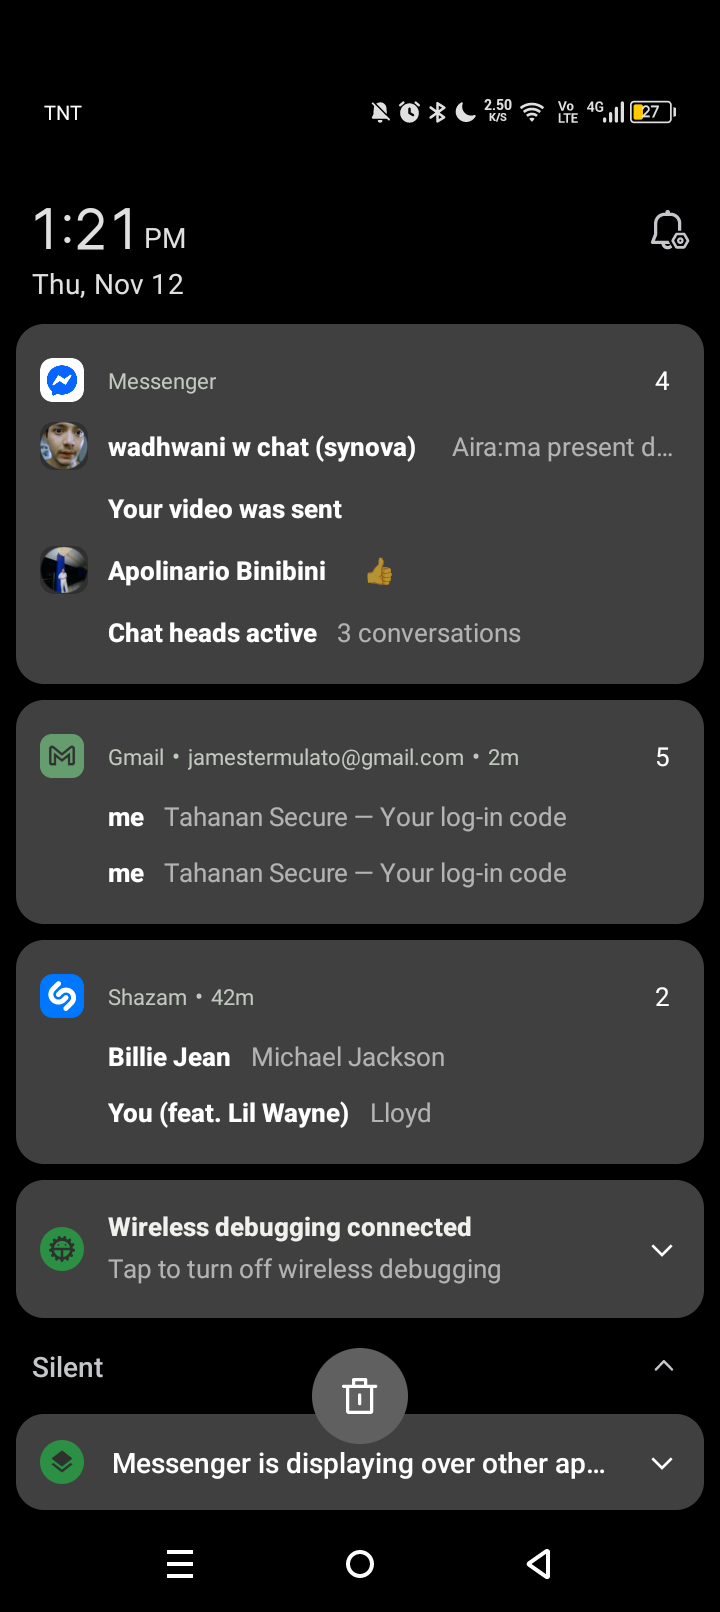 TNT 2.50 K/S Vo LTE 4G 27
1:21 PM
Thu, Nov 12
Messenger 4
wadhwani w chat (synova) Aira:ma present d...
Your video was sent
Apolinario Binibini 👍
Chat heads active 3 conversations
Gmail • jamestermulato@gmail.com • 2m 5
me Tahanan Secure — Your log-in code
me Tahanan Secure — Your log-in code
Shazam • 42m 2
Billie Jean Michael Jackson
You (feat. Lil Wayne) Lloyd
Wireless debugging connected
Tap to turn off wireless debugging
Silent
Messenger is displaying over other ap...